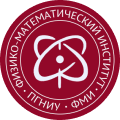 ФИЗИКО-МАТЕМАТИЧЕСКИЙ ИНСТИТУТ
ПГНИУ • ФМИ